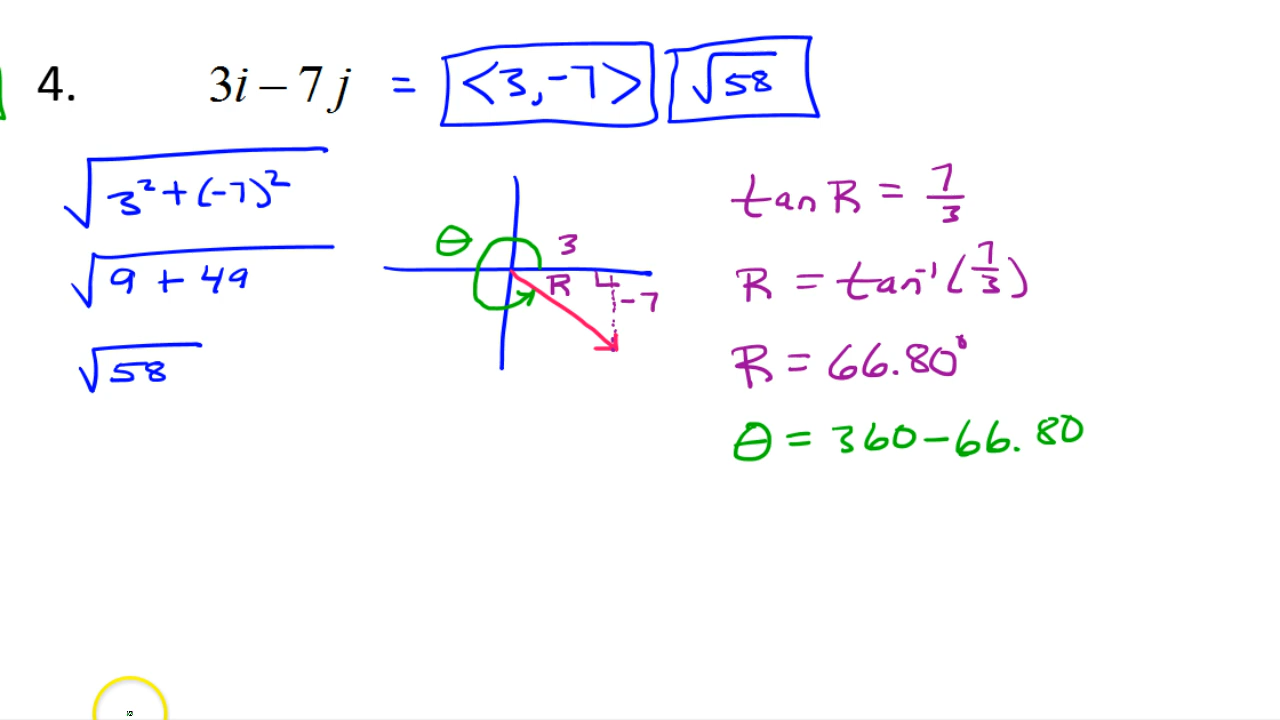 4. 3i – 7j = <3, -7> √58
√3² + (-7)²
√9 + 49
√58
θ
3
R
-7
tan R = 7/3
R = tan⁻¹(7/3)
R = 66.80°
θ = 360 - 66.80